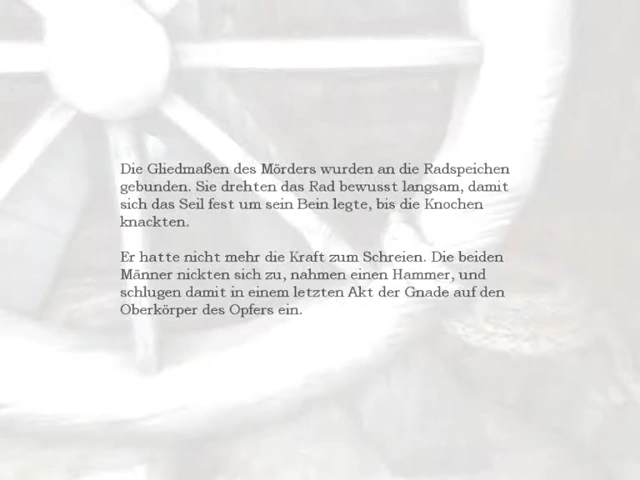 Die Gliedmaßen des Mörders wurden an die Radspeichen
gebunden. Sie drehten das Rad bewusst langsam, damit
sich das Seil fest um sein Bein legte, bis die Knochen
knackten.
Er hatte nicht mehr die Kraft zum Schreien. Die beiden
Männer nickten sich zu, nahmen einen Hammer, und
schlugen damit in einem letzten Akt der Gnade auf den
Oberkörper des Opfers ein.